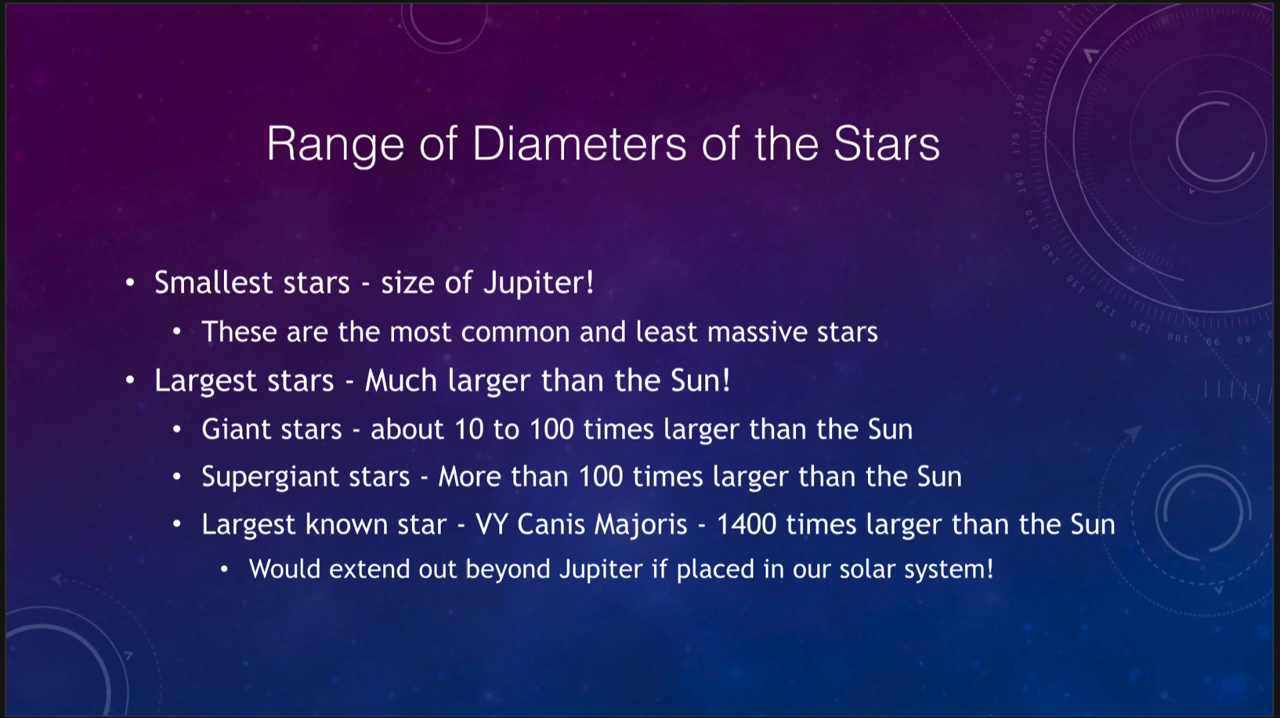 Range of Diameters of the Stars
• Smallest stars - size of Jupiter!
• These are the most common and least massive stars
• Largest stars - Much larger than the Sun!
• Giant stars - about 10 to 100 times larger than the Sun
• Supergiant stars - More than 100 times larger than the Sun
• Largest known star - VY Canis Majoris - 1400 times larger than the Sun
• Would extend out beyond Jupiter if placed in our solar system!